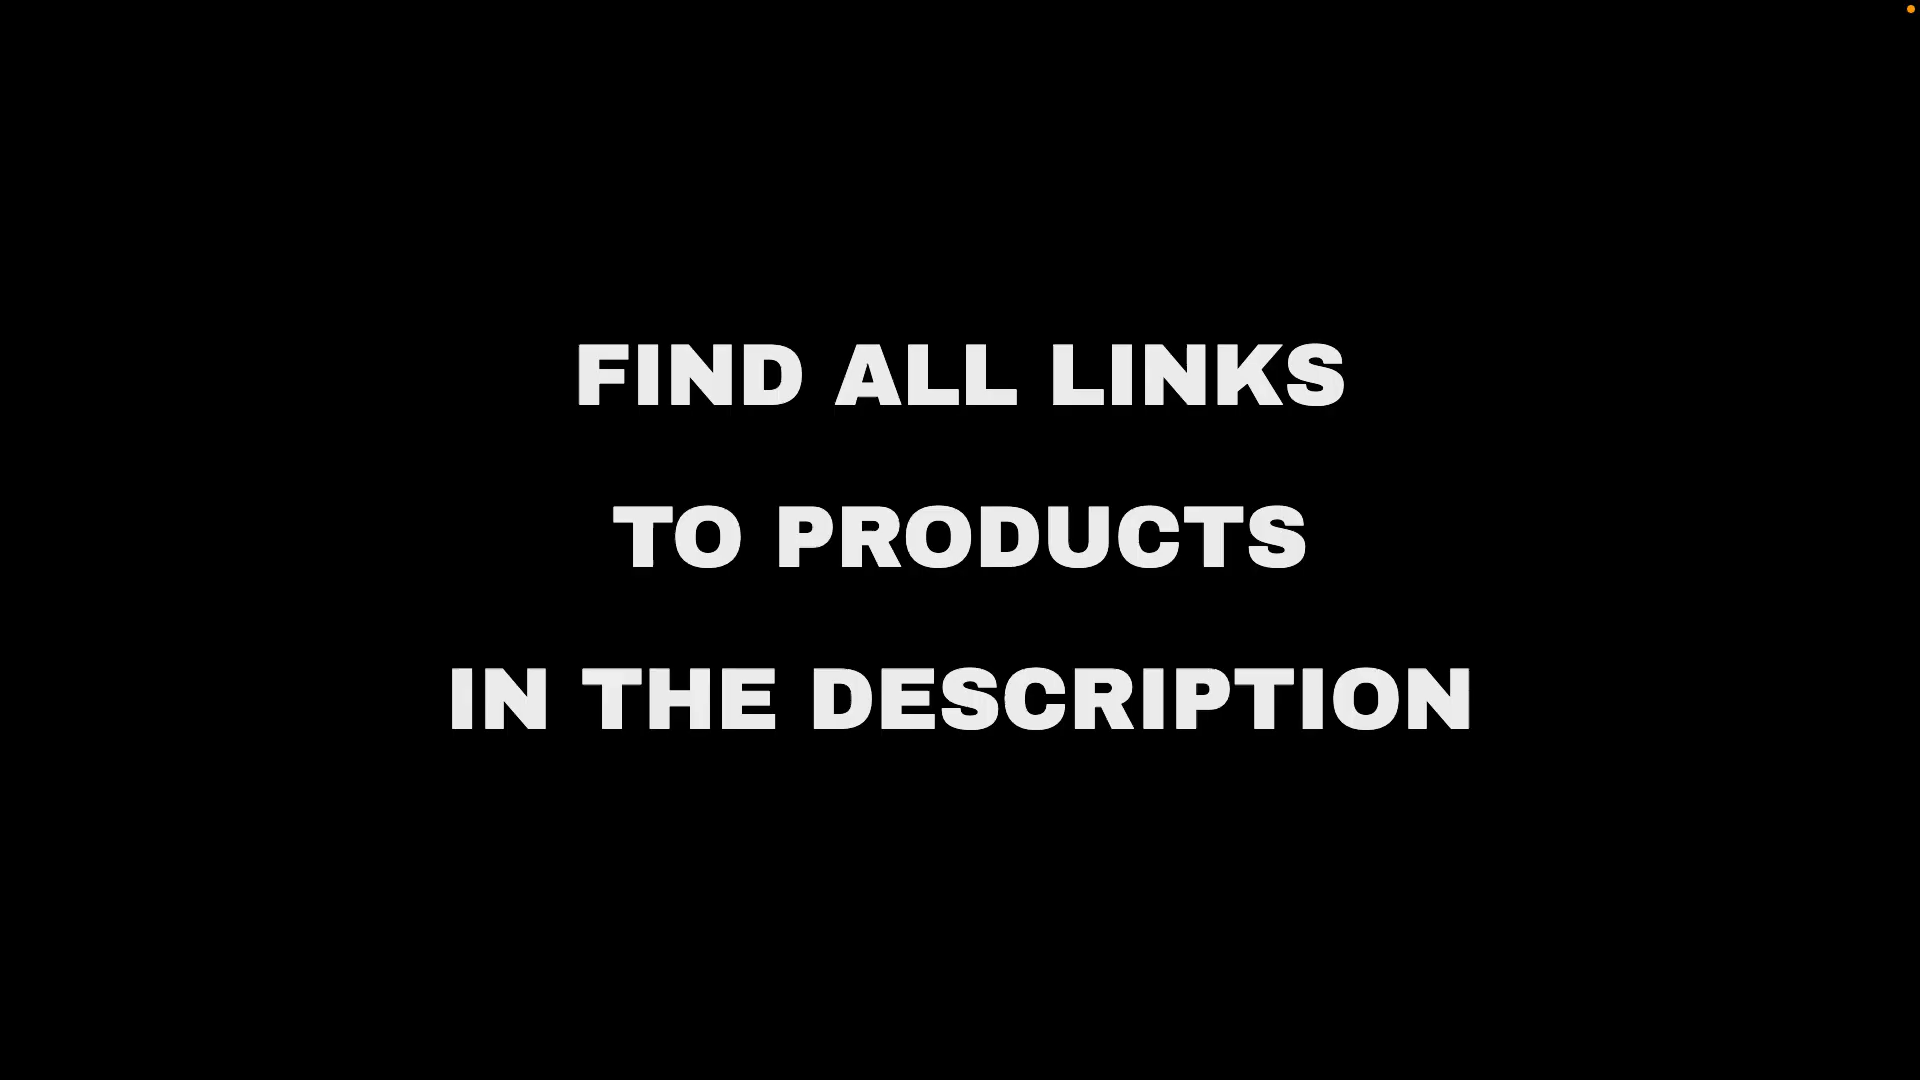 FIND ALL LINKS
TO PRODUCTS
IN THE DESCRIPTION